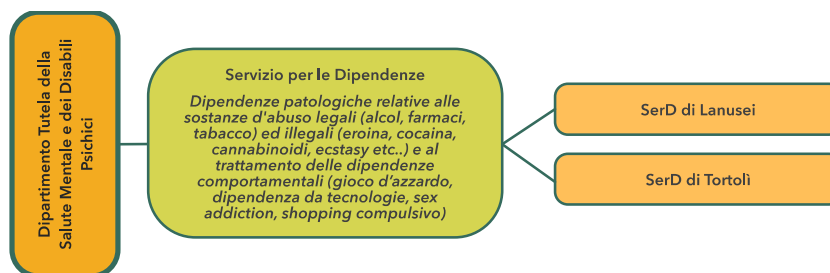 Dipartimento Tutela della
Salute Mentale e dei Disabili
Psichici
Servizio per le Dipendenze
Dipendenze patologiche relative alle
sostanze d'abuso legali (alcol, farmaci,
tabacco) ed illegali (eroina, cocaina,
cannabinoidi, ecstasy etc..) e al
trattamento delle dipendenze
comportamentali (gioco d’azzardo,
dipendenza da tecnologie, sex
addiction, shopping compulsivo)
SerD di Lanusei
SerD di Tortolì